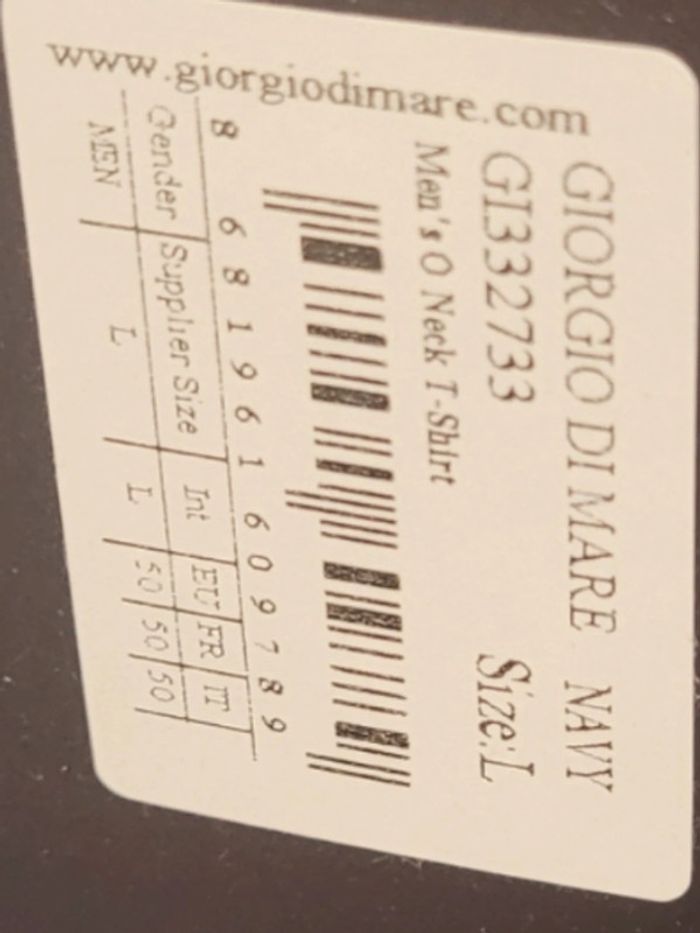 www.giorgiodimare.com
GIORGIO DI MARE NAVY
GI332733 Size:L
Men's O Neck T-Shirt
8 681961 609789
Gender Supplier Size Int EU FR IT
MEN L L 50 50 50